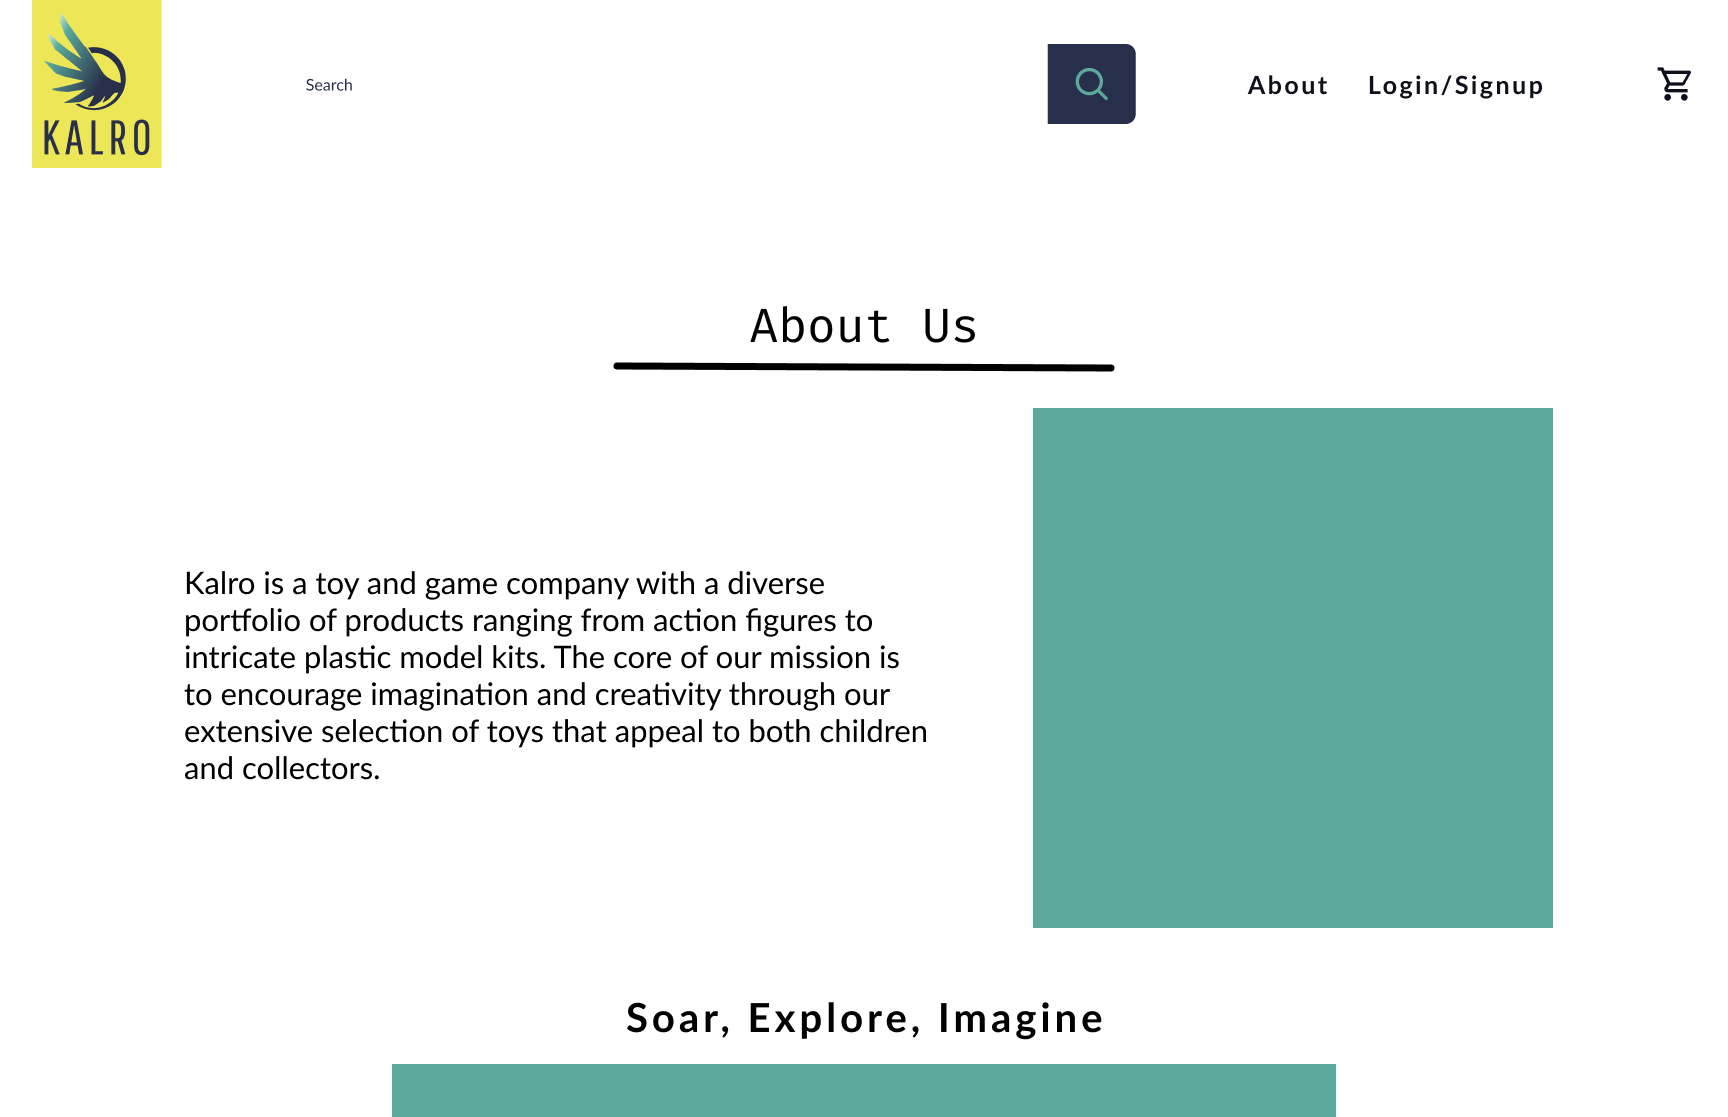 KALRO
Search
About
Login/Signup
About Us
Kalro is a toy and game company with a diverse
portfolio of products ranging from action figures to
intricate plastic model kits. The core of our mission is
to encourage imagination and creativity through our
extensive selection of toys that appeal to both children
and collectors.
Soar, Explore, Imagine